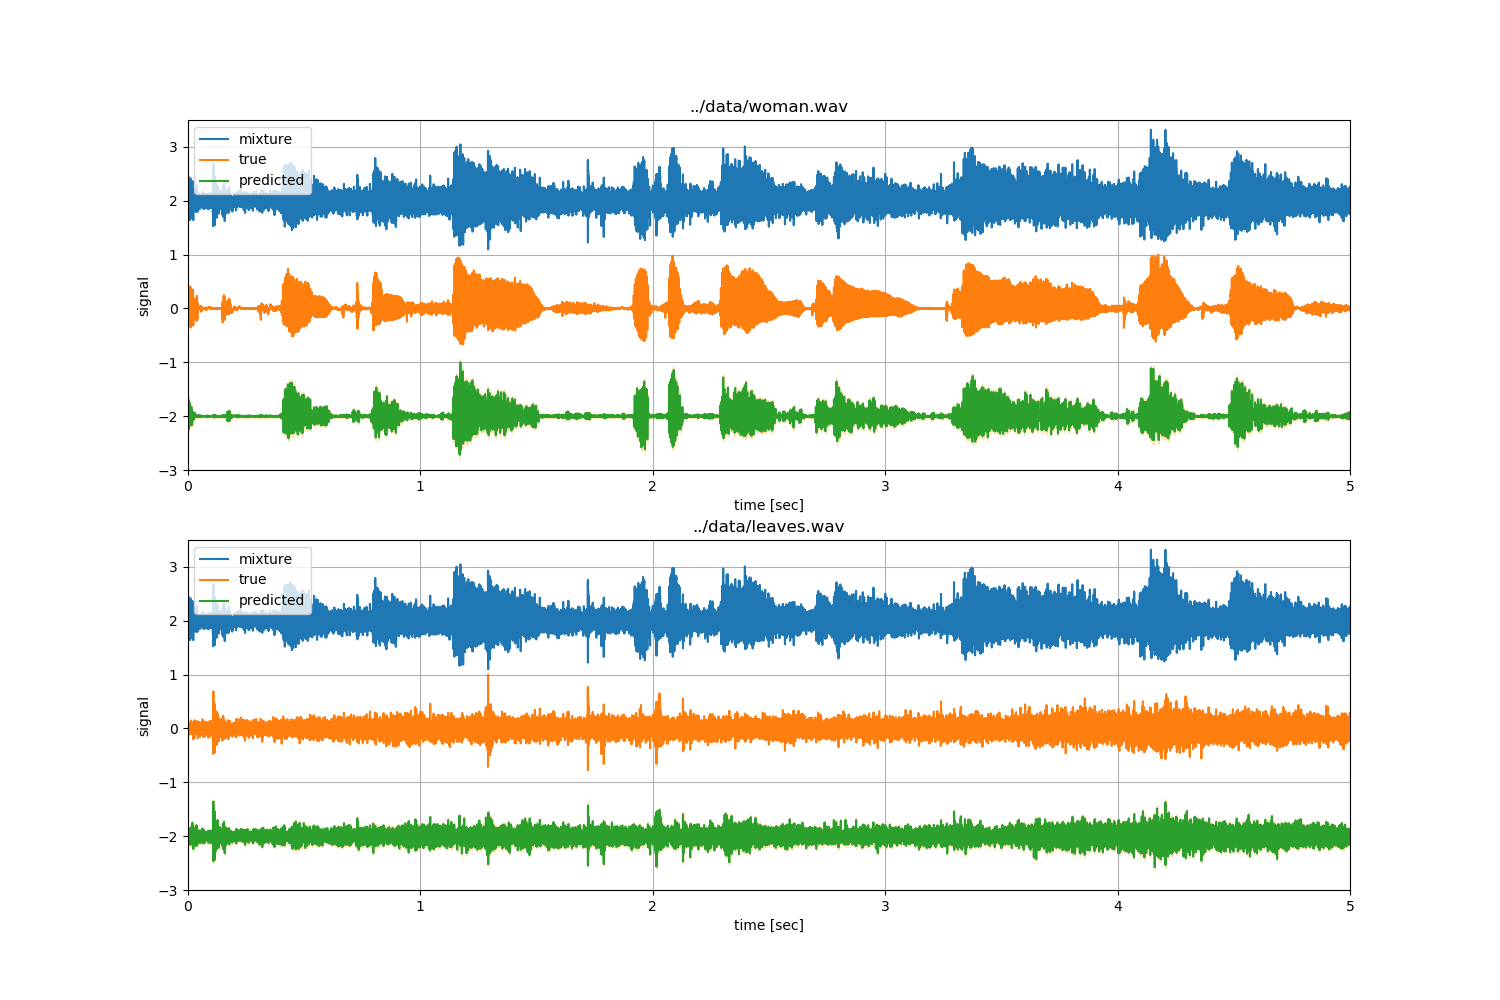 ../data/woman.wav
mixture
true
predicted
3
2
1
0
−1
−2
−3
signal
0 1 2 3 4 5
time [sec]
../data/leaves.wav
mixture
true
predicted
3
2
1
0
−1
−2
−3
signal
0 1 2 3 4 5
time [sec]